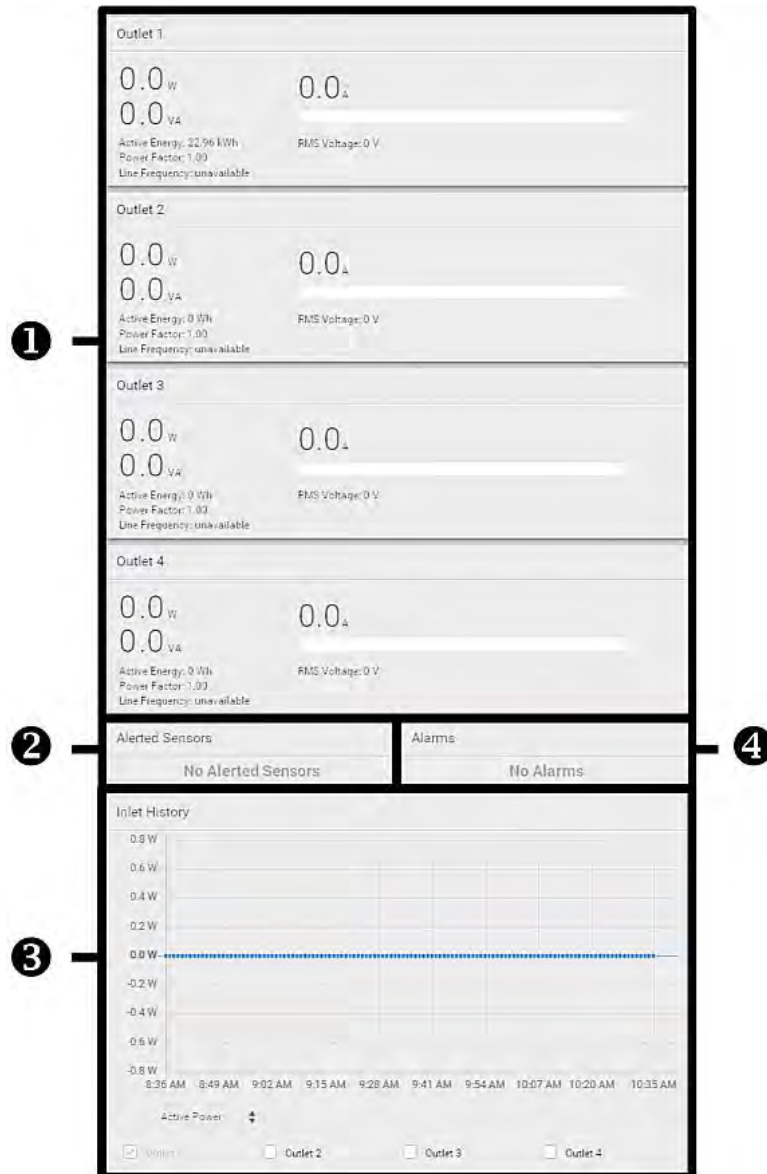 Outlet 1
0.0 W
0.0 A
0.0 VA
Active Energy: 22.96 kWh
RMS Voltage: 0 V
Power Factor: 1.00
Line Frequency: unavailable
Outlet 2
0.0 W
0.0 A
0.0 VA
Active Energy: 0 Wh
RMS Voltage: 0 V
Power Factor: 1.00
Line Frequency: unavailable
1
Outlet 3
0.0 W
0.0 A
0.0 VA
Active Energy: 0 Wh
RMS Voltage: 0 V
Power Factor: 1.00
Line Frequency: unavailable
Outlet 4
0.0 W
0.0 A
0.0 VA
Active Energy: 0 Wh
RMS Voltage: 0 V
Power Factor: 1.00
Line Frequency: unavailable
2
Alerted Sensors
No Alerted Sensors
Alarms
No Alarms
4
Inlet History
0.8 W
0.6 W
0.4 W
0.2 W
3
0.0 W
-0.2 W
-0.4 W
-0.6 W
-0.8 W
8:36 AM 8:49 AM 9:02 AM 9:15 AM 9:28 AM 9:41 AM 9:54 AM 10:07 AM 10:20 AM 10:35 AM
Active Power
Outlet 2 Outlet 3 Outlet 4